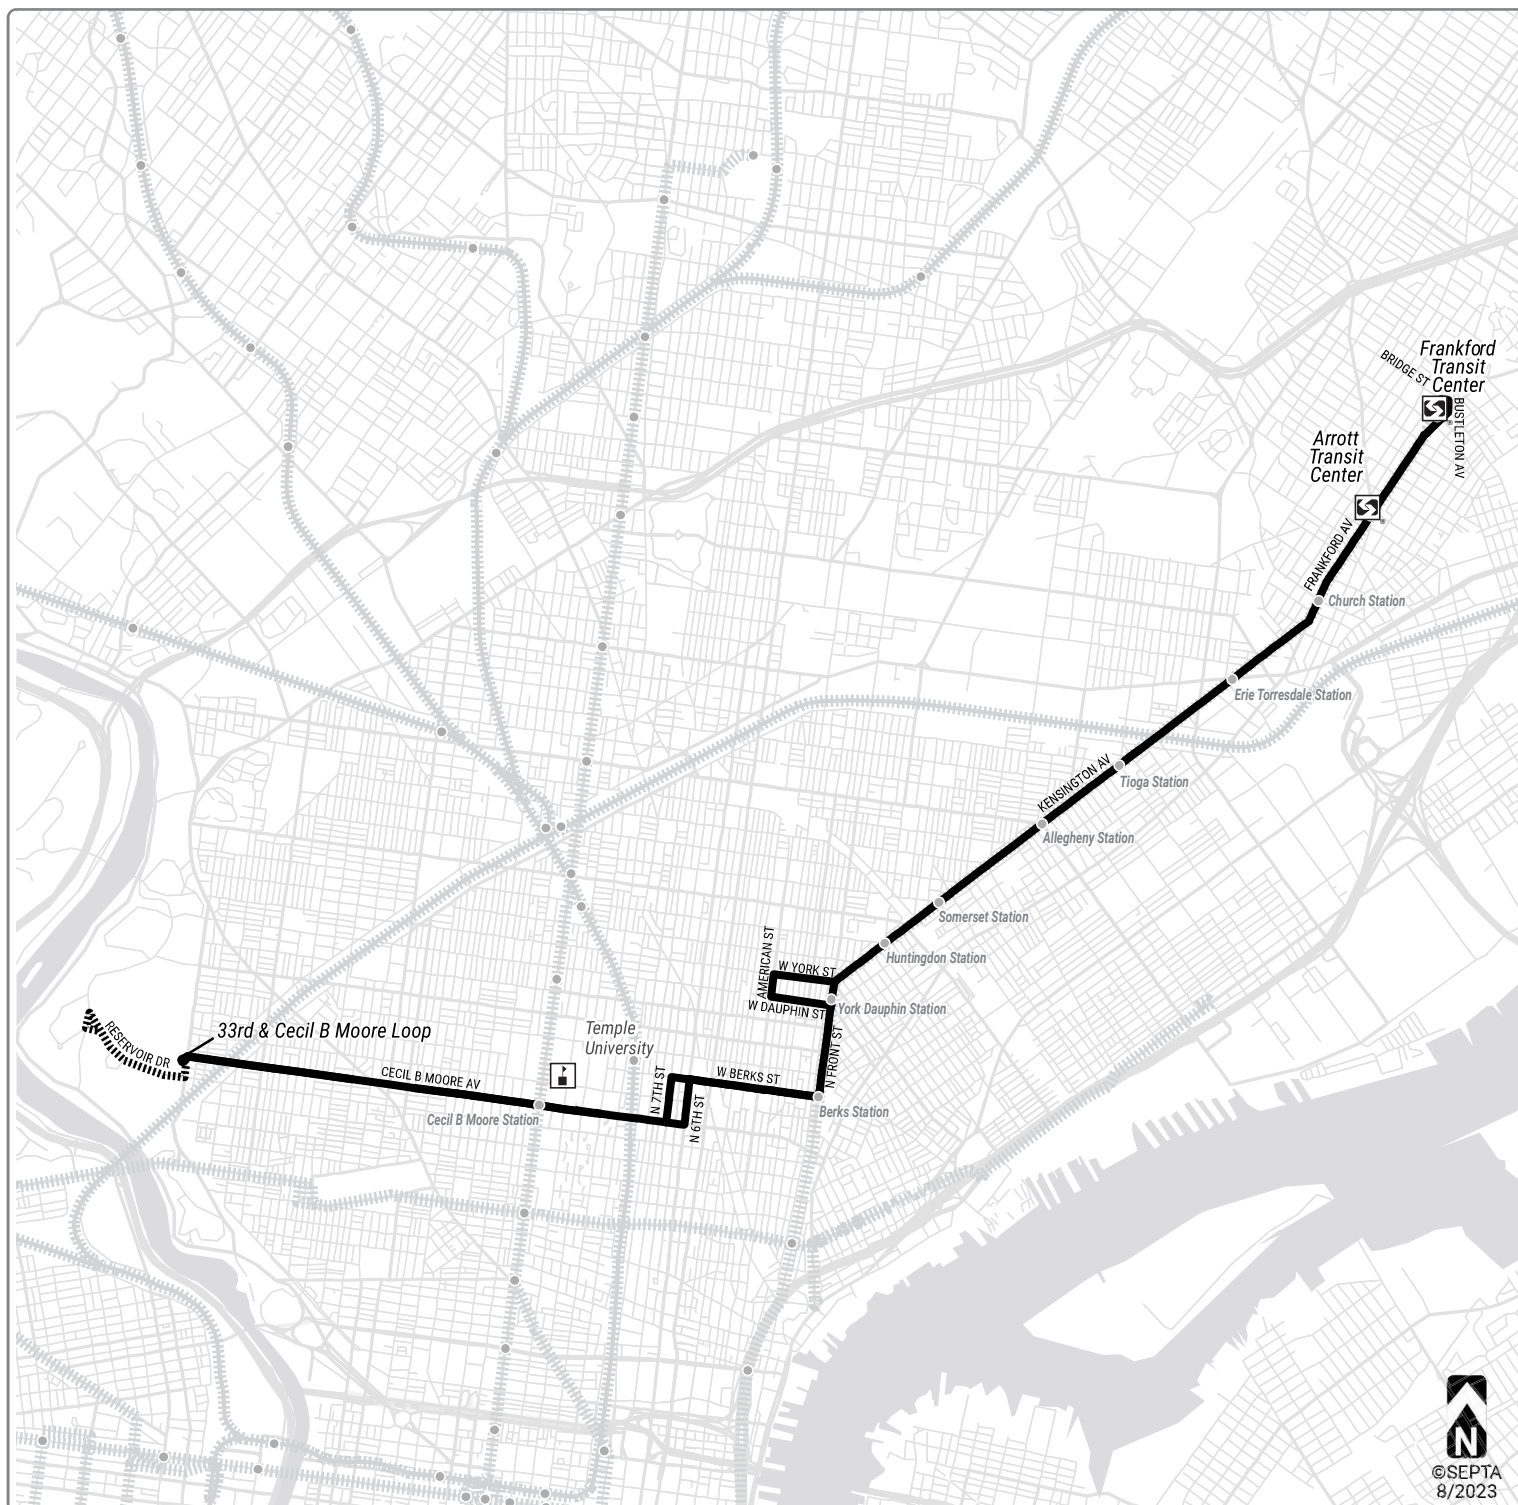 Frankford
Transit
Center
BRIDGE ST
BUSTLETON AV
Arrott
Transit
Center
FRANKFORD AV
Church Station
Erie Torresdale Station
KENSINGTON AV
Tioga Station
Allegheny Station
Somerset Station
AMERICAN ST
W YORK ST
Huntingdon Station
W DAUPHIN ST
York Dauphin Station
RESERVOIR DR
33rd & Cecil B Moore Loop
Temple
University
N FRONT ST
CECIL B MOORE AV
N 7TH ST
W BERKS ST
N 6TH ST
Cecil B Moore Station
Berks Station
N
©SEPTA
8/2023